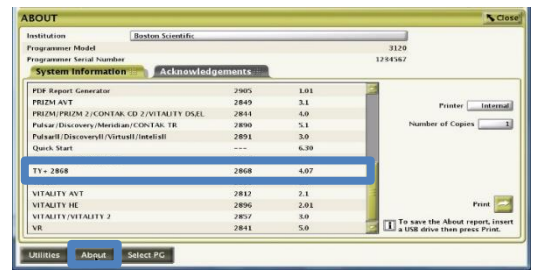 ABOUT Close
Institution Boston Scientific
Programmer Model 3120
Programmer Serial Number 1234567
System Information Acknowledgements
PDF Report Generator 2905 1.01
PRIZM AVT 2849 3.1
PRIZM/PRIZM 2/CONTAK CD 2/VITALITY DS,EL 2844 4.0
Pulsar/Discovery/Meridian/CONTAK TR 2890 5.1
PulsarII/DiscoveryII/VirtusII/IntelisII 2891 3.0
Quick Start --- 6.30
TY+ 2868 2868 4.07
VITALITY AVT 2812 2.1
VITALITY HE 2896 2.01
VITALITY/VITALITY 2 2857 3.0
VR 2841 5.0
Printer Internal
Number of Copies 1
Print
i To save the About report, insert
a USB drive then press Print.
Utilities About Select PG